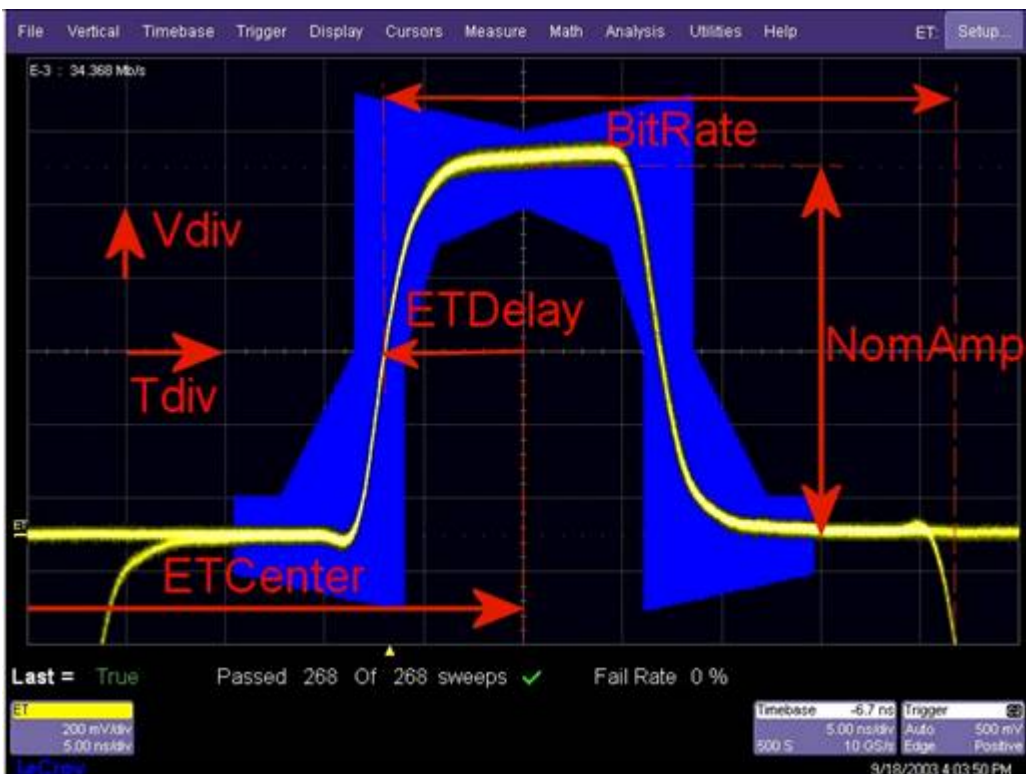 File Vertical Timebase Trigger Display Cursors Measure Math Analysis Utilities Help ET: Setup...
E-3 : 34.368 Mb/s
BitRate
Vdiv
ETDelay
NomAmp
Tdiv
ET
ETCenter
Last = True Passed 268 Of 268 sweeps ✓ Fail Rate 0 %
ET
200 mV/div
5.00 ns/div
Timebase -6.7 ns
5.00 ns/div
500 S 10 GS/s
Trigger
Auto 500 mV
Edge Positive
LeCroy
9/18/2003 4:03:50 PM